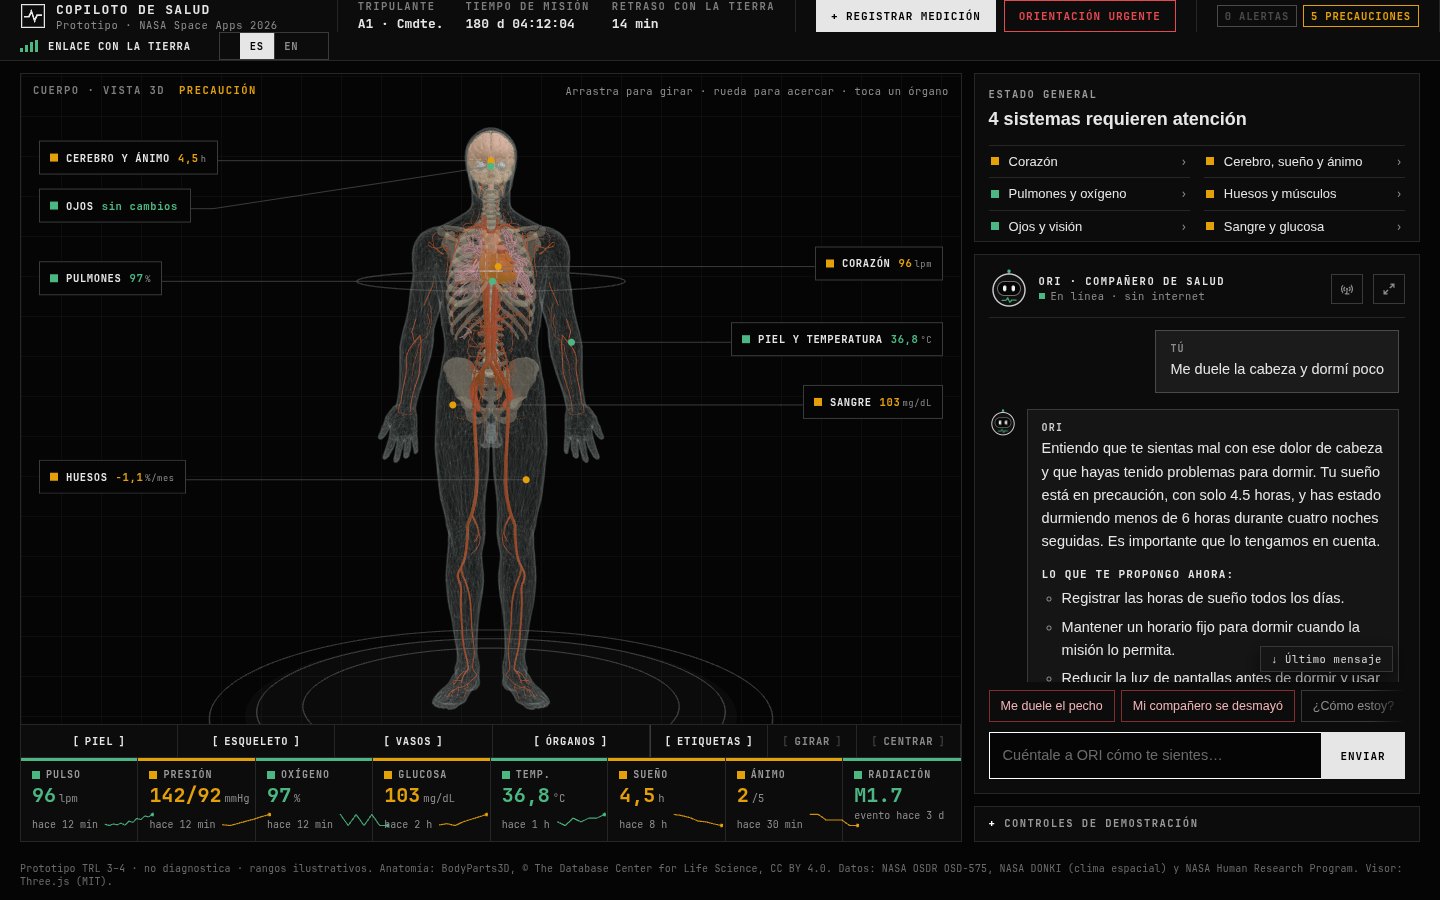 COPILOTO DE SALUD
Prototipo · NASA Space Apps 2026
TRIPULANTE
A1 · Cmdte.
TIEMPO DE MISIÓN
180 d 04:12:04
RETRASO CON LA TIERRA
14 min
+ REGISTRAR MEDICIÓN
ORIENTACIÓN URGENTE
0 ALERTAS
5 PRECAUCIONES
ENLACE CON LA TIERRA
ES
EN
CUERPO · VISTA 3D PRECAUCIÓN
Arrastra para girar · rueda para acercar · toca un órgano
CEREBRO Y ÁNIMO 4,5 h
OJOS sin cambios
PULMONES 97 %
CORAZÓN 96 lpm
PIEL Y TEMPERATURA 36,8 °C
SANGRE 103 mg/dL
HUESOS -1,1 %/mes
[ PIEL ]
[ ESQUELETO ]
[ VASOS ]
[ ÓRGANOS ]
[ ETIQUETAS ]
[ GIRAR ]
[ CENTRAR ]
PULSO
96 lpm
hace 12 min
PRESIÓN
142/92 mmHg
hace 12 min
OXÍGENO
97 %
hace 12 min
GLUCOSA
103 mg/dL
hace 2 h
TEMP.
36,8 °C
hace 1 h
SUEÑO
4,5 h
hace 8 h
ÁNIMO
2 /5
hace 30 min
RADIACIÓN
M1.7
evento hace 3 d
ESTADO GENERAL
4 sistemas requieren atención
Corazón ›
Cerebro, sueño y ánimo ›
Pulmones y oxígeno ›
Huesos y músculos ›
Ojos y visión ›
Sangre y glucosa ›
ORI · COMPAÑERO DE SALUD
En línea · sin internet
TÚ
Me duele la cabeza y dormí poco
ORI
Entiendo que te sientas mal con ese dolor de cabeza
y que hayas tenido problemas para dormir. Tu sueño
está en precaución, con solo 4.5 horas, y has estado
durmiendo menos de 6 horas durante cuatro noches
seguidas. Es importante que lo tengamos en cuenta.
LO QUE TE PROPONGO AHORA:
Registrar las horas de sueño todos los días.
Mantener un horario fijo para dormir cuando la
misión lo permita.
↓ Último mensaje
Reducir la luz de pantallas antes de dormir y usar
Me duele el pecho
Mi compañero se desmayó
¿Cómo estoy?
Cuéntale a ORI cómo te sientes…
ENVIAR
+ CONTROLES DE DEMOSTRACIÓN
Prototipo TRL 3–4 · no diagnostica · rangos ilustrativos. Anatomía: BodyParts3D, © The Database Center for Life Science, CC BY 4.0. Datos: NASA OSDR OSD-575, NASA DONKI (clima espacial) y NASA Human Research Program. Visor:
Three.js (MIT).